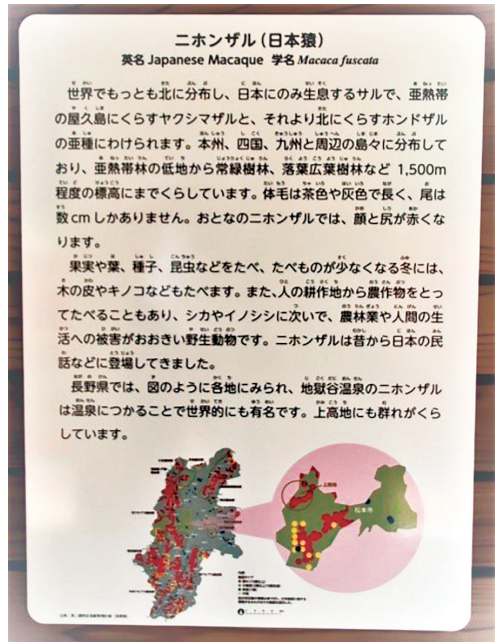 ニホンザル(日本猿)
英名 Japanese Macaque 学名 Macaca fuscata
世界でもっとも北に分布し、日本にのみ生息するサルで、亜熱帯
の屋久島にくらすヤクシマザルと、それより北にくらすホンドザル
の亜種にわけられます。本州、四国、九州と周辺の島々に分布して
おり、亜熱帯林の低地から常緑樹林、落葉広葉樹林など 1,500m
程度の標高にまでくらしています。体毛は茶色や灰色で長く、尾は
数cmしかありません。おとなのニホンザルでは、顔と尻が赤くな
ります。
果実や葉、種子、昆虫などをたべ、たべものが少なくなる冬には、
木の皮やキノコなどもたべます。また、人の耕作地から農作物をとっ
てたべることもあり、シカやイノシシに次いで、農林業や人間の生
活への被害がおおきい野生動物です。ニホンザルは昔から日本の民
話などに登場してきました。
長野県では、図のように各地にみられ、地獄谷温泉のニホンザル
は温泉につかることで世界的にも有名です。上高地にも群れがくら
しています。
上高地
松本市